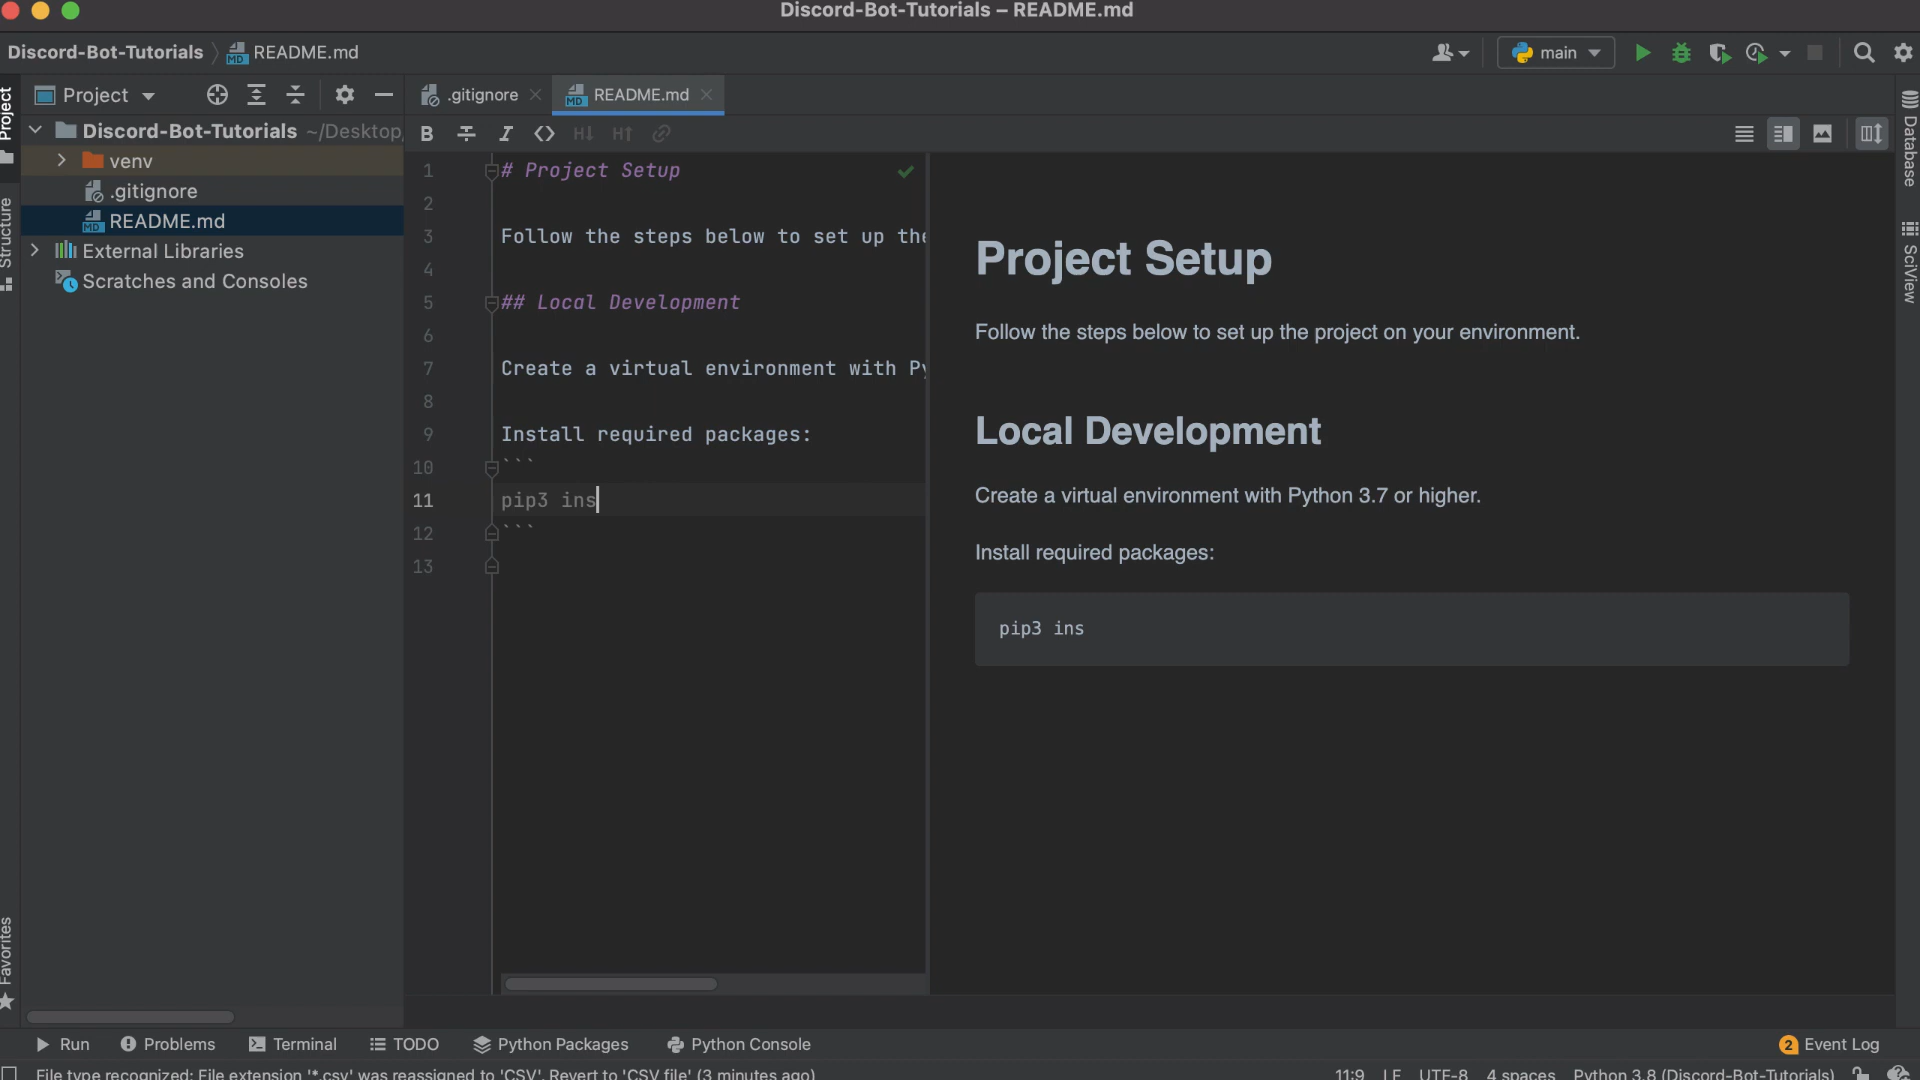 Discord-Bot-Tutorials – README.md
Discord-Bot-Tutorials
README.md
main
Project
Structure
Favorites
Project
Discord-Bot-Tutorials ~/Desktop
venv
.gitignore
README.md
External Libraries
Scratches and Consoles
.gitignore
README.md
1 # Project Setup
2
3 Follow the steps below to set up the
4
5 ## Local Development
6
7 Create a virtual environment with Py
8
9 Install required packages:
10 ```
11 pip3 ins
12 ```
13
Project Setup
Follow the steps below to set up the project on your environment.
Local Development
Create a virtual environment with Python 3.7 or higher.
Install required packages:
pip3 ins
Database
SciView
Run
Problems
Terminal
TODO
Python Packages
Python Console
2 Event Log
File type recognized: File extension '*.csv' was reassigned to 'CSV'. Revert to 'CSV file' (3 minutes ago)
11:9 LF UTF-8 4 spaces Python 3.8 (Discord-Bot-Tutorials)